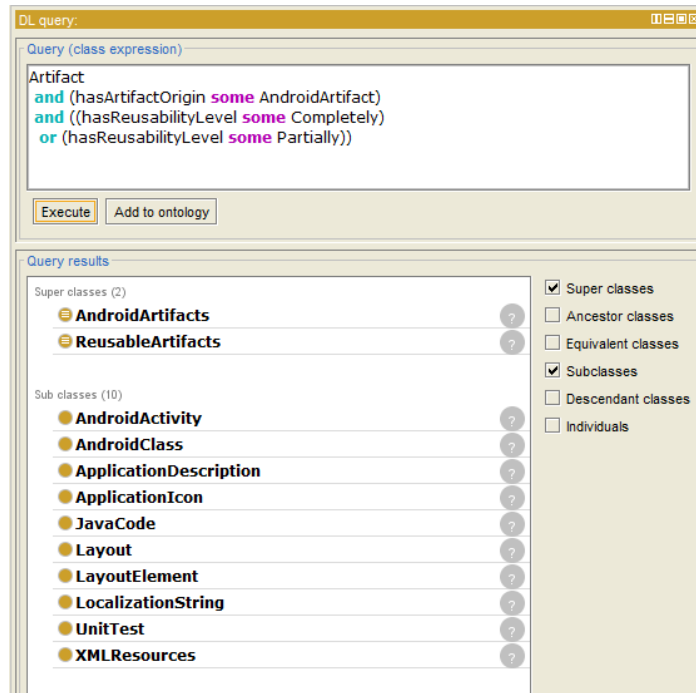 DL query:
Query (class expression)
Artifact
and (hasArtifactOrigin some AndroidArtifact)
and ((hasReusabilityLevel some Completely)
or (hasReusabilityLevel some Partially))
Execute
Add to ontology
Query results
Super classes (2)
AndroidArtifacts
?
ReusableArtifacts
?
Sub classes (10)
AndroidActivity
?
AndroidClass
?
ApplicationDescription
?
ApplicationIcon
?
JavaCode
?
Layout
?
LayoutElement
?
LocalizationString
?
UnitTest
?
XMLResources
?
Super classes
Ancestor classes
Equivalent classes
Subclasses
Descendant classes
Individuals